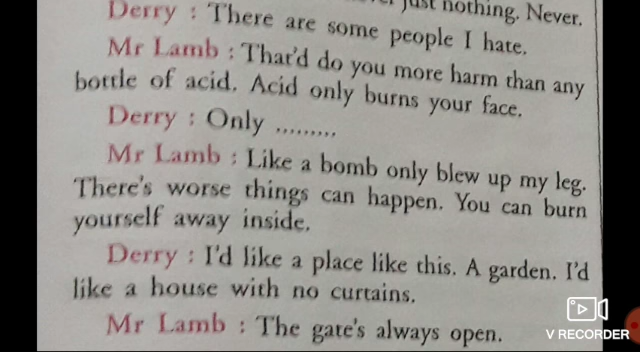 just nothing. Never.
Derry : There are some people I hate.
Mr Lamb : That'd do you more harm than any
bottle of acid. Acid only burns your face.
Derry : Only .........
Mr Lamb : Like a bomb only blew up my leg.
There's worse things can happen. You can burn
yourself away inside.
Derry : I'd like a place like this. A garden. I'd
like a house with no curtains.
Mr Lamb : The gate's always open.
V RECORDER